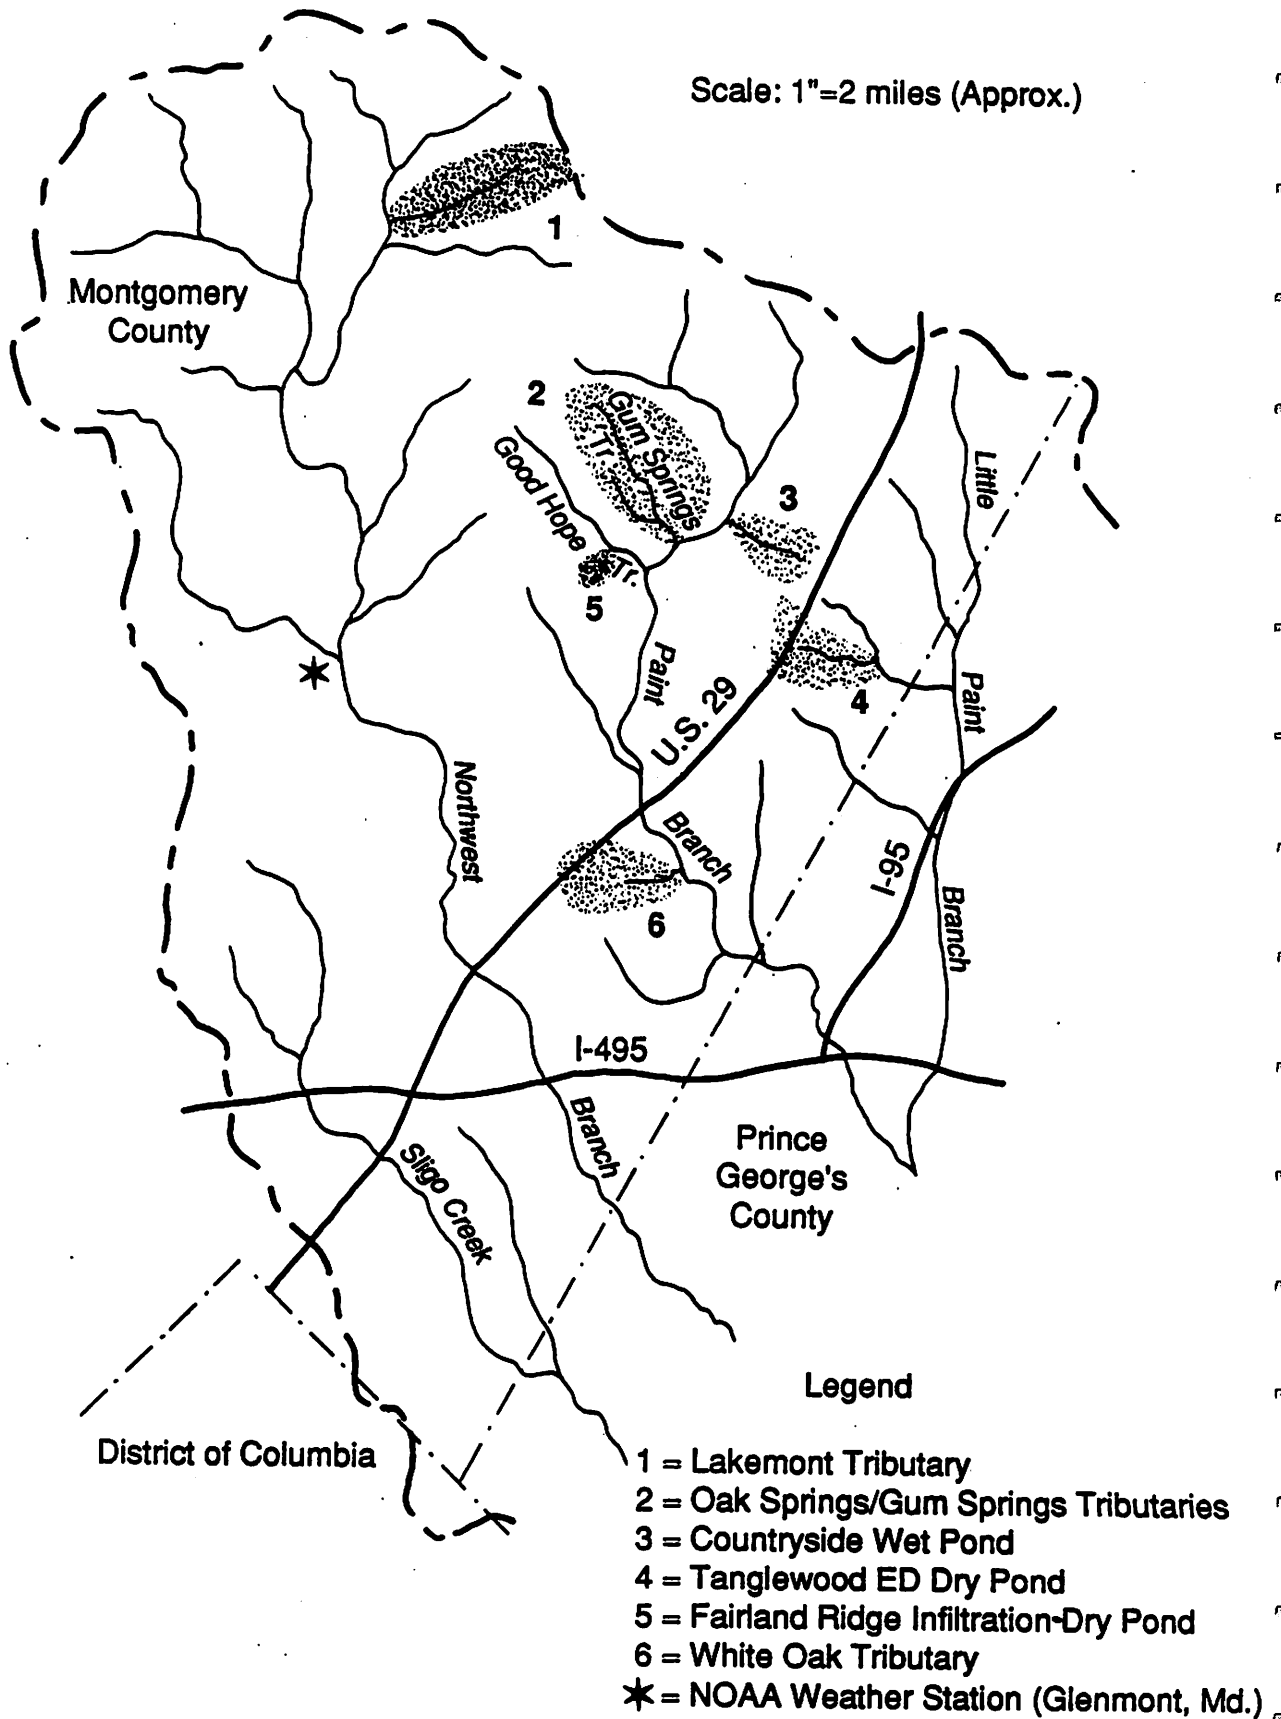 Scale: 1"=2 miles (Approx.)
1
Montgomery
County
2
Gum Springs
Tr.
Good Hope
Tr.
3
Little
5
Paint
4
Paint
U.S. 29
Northwest
Branch
I-95
Branch
6
I-495
Branch
Prince
George's
County
Sligo Creek
District of Columbia
Legend
1 = Lakemont Tributary
2 = Oak Springs/Gum Springs Tributaries
3 = Countryside Wet Pond
4 = Tanglewood ED Dry Pond
5 = Fairland Ridge Infiltration-Dry Pond
6 = White Oak Tributary
✶ = NOAA Weather Station (Glenmont, Md.)